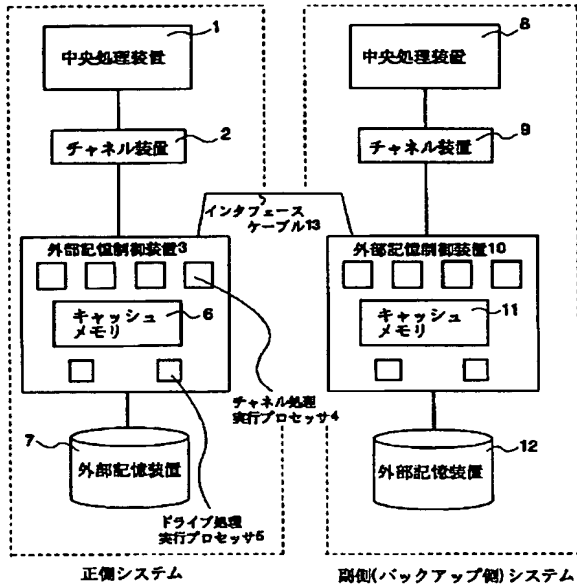 1
中央処理装置
2
チャネル装置
インタフェース
ケーブル13
外部記憶制御装置3
6
キャッシュ
メモリ
チャネル処理
実行プロセッサ4
7
外部記憶装置
ドライブ処理
実行プロセッサ5
正側システム
8
中央処理装置
9
チャネル装置
外部記憶制御装置10
11
キャッシュ
メモリ
12
外部記憶装置
副側(バックアップ側)システム